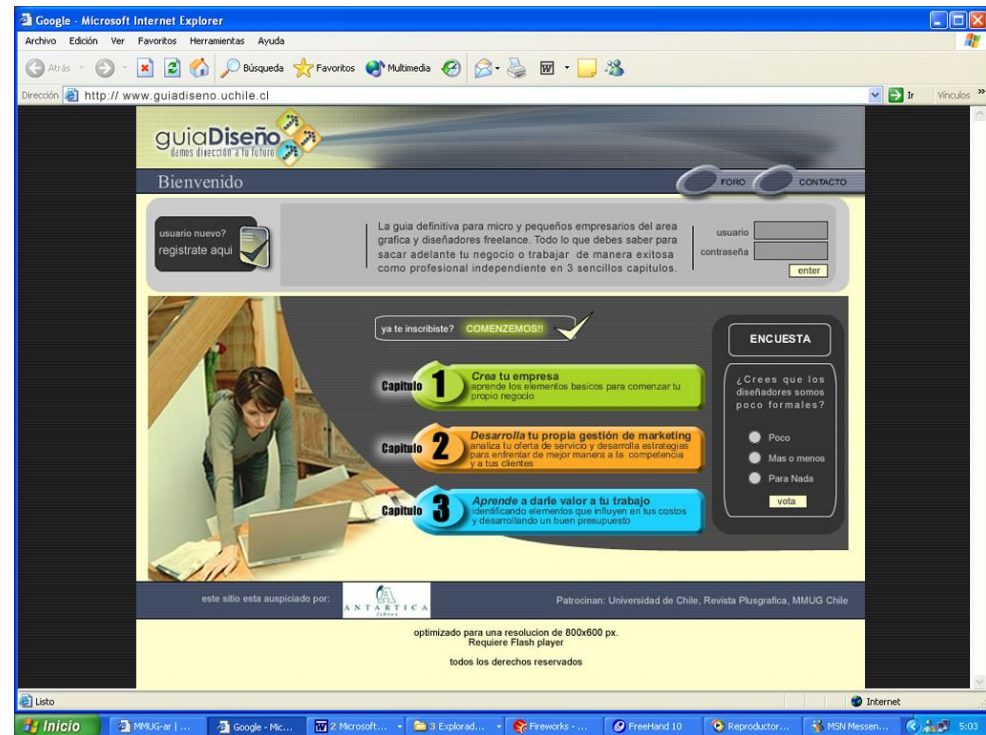 Google - Microsoft Internet Explorer
Archivo Edición Ver Favoritos Herramientas Ayuda
Atrás Búsqueda Favoritos Multimedia
Dirección http:// www.guiadiseno.uchile.cl Ir Vínculos
guiaDiseño
damos dirección a tu futuro
Bienvenido FORO CONTACTO
usuario nuevo?
registrate aqui
La guia definitiva para micro y pequeños empresarios del area
grafica y diseñadores freelance. Todo lo que debes saber para
sacar adelante tu negocio o trabajar de manera exitosa
como profesional independiente en 3 sencillos capitulos.
usuario
contraseña
enter
ya te inscribiste? COMENZEMOS!!
Capitulo 1
Crea tu empresa
aprende los elementos basicos para comenzar tu
propio negocio
Capitulo 2
Desarrolla tu propia gestión de marketing
analiza tu oferta de servicio y desarrolla estrategias
para enfrentar de mejor manera a la competencia
y a tus clientes
Capitulo 3
Aprende a darle valor a tu trabajo
identificando elementos que influyen en tus costos
y desarrollando un buen presupuesto
ENCUESTA
¿Crees que los
diseñadores somos
poco formales?
Poco
Mas o menos
Para Nada
vota
este sitio esta auspiciado por:
ANTARTICA
libros
Patrocinan: Universidad de Chile, Revista Plusgrafica, MMUG Chile
optimizado para una resolucion de 800x600 px.
Requiere Flash player
todos los derechos reservados
Listo Internet
Inicio MMUG-ar | ... Google - Mic... 2 Microsoft... 3 Explorad... Fireworks - ... FreeHand 10 Reproductor... MSN Messen... 5:03